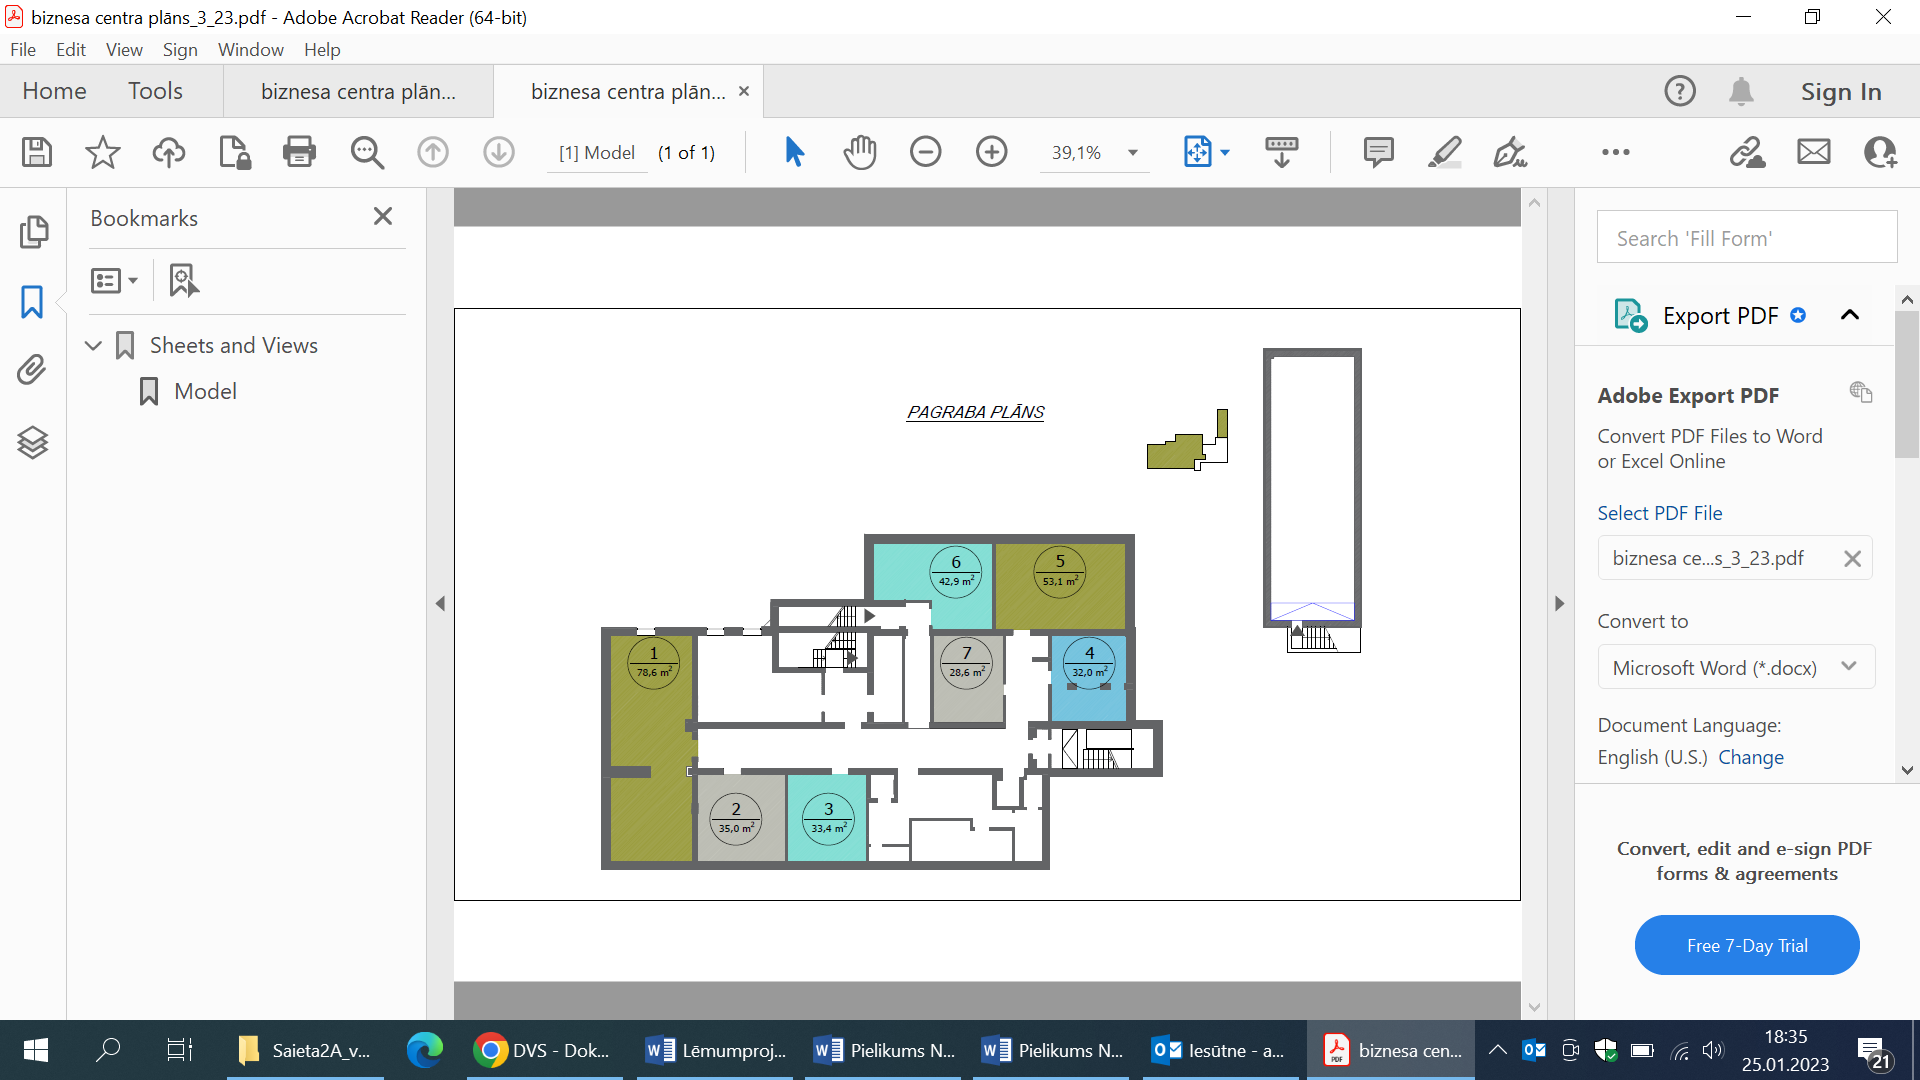 biznesa centra plāns_3_23.pdf - Adobe Acrobat Reader (64-bit)
File Edit View Sign Window Help
Home Tools biznesa centra plān... biznesa centra plān... × Sign In
[1] Model (1 of 1) 39,1%
Bookmarks
Sheets and Views
Model
PAGRABA PLĀNS
6
42,9 m²
5
53,1 m²
1
78,6 m²
7
28,6 m²
4
32,0 m²
2
35,0 m²
3
33,4 m²
Search 'Fill Form'
Export PDF
Adobe Export PDF
Convert PDF Files to Word
or Excel Online
Select PDF File
biznesa ce...s_3_23.pdf
Convert to
Microsoft Word (*.docx)
Document Language:
English (U.S.) Change
Convert, edit and e-sign PDF
forms & agreements
Free 7-Day Trial
Saieta2A_v... DVS - Dok... Lēmumproj... Pielikums N... Pielikums N... Iesūtne - a... biznesa cen...
18:35
25.01.2023
21